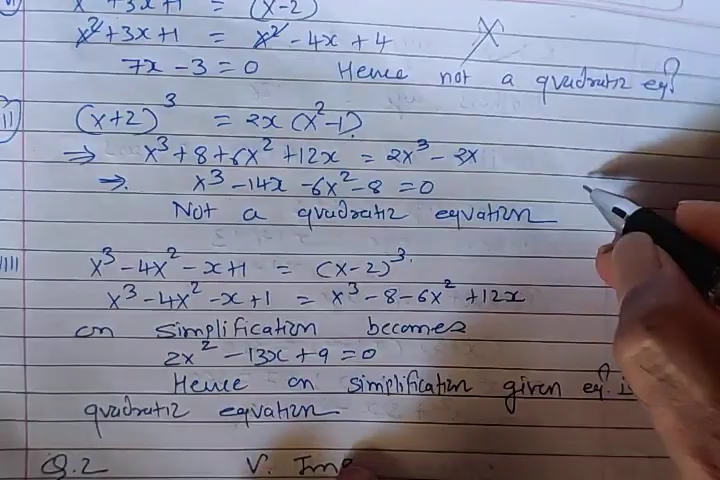 x² + 3x + 1 = (x-2)
x² + 3x + 1 = x² - 4x + 4
7x - 3 = 0 Hence not a quadratic eqⁿ
(x+2)³ = 2x (x² - 1).
⇒ x³ + 8 + 6x² + 12x = 2x³ - 2x
⇒ x³ - 14x - 6x² - 8 = 0
Not a quadratic equation
x³ - 4x² - x + 1 = (x-2)³.
x³ - 4x² - x + 1 = x³ - 8 - 6x² + 12x
on simplification becomes
2x² - 13x + 9 = 0
Hence on simplification given eqⁿ.
quadratic equation
Q.2 V. Imp